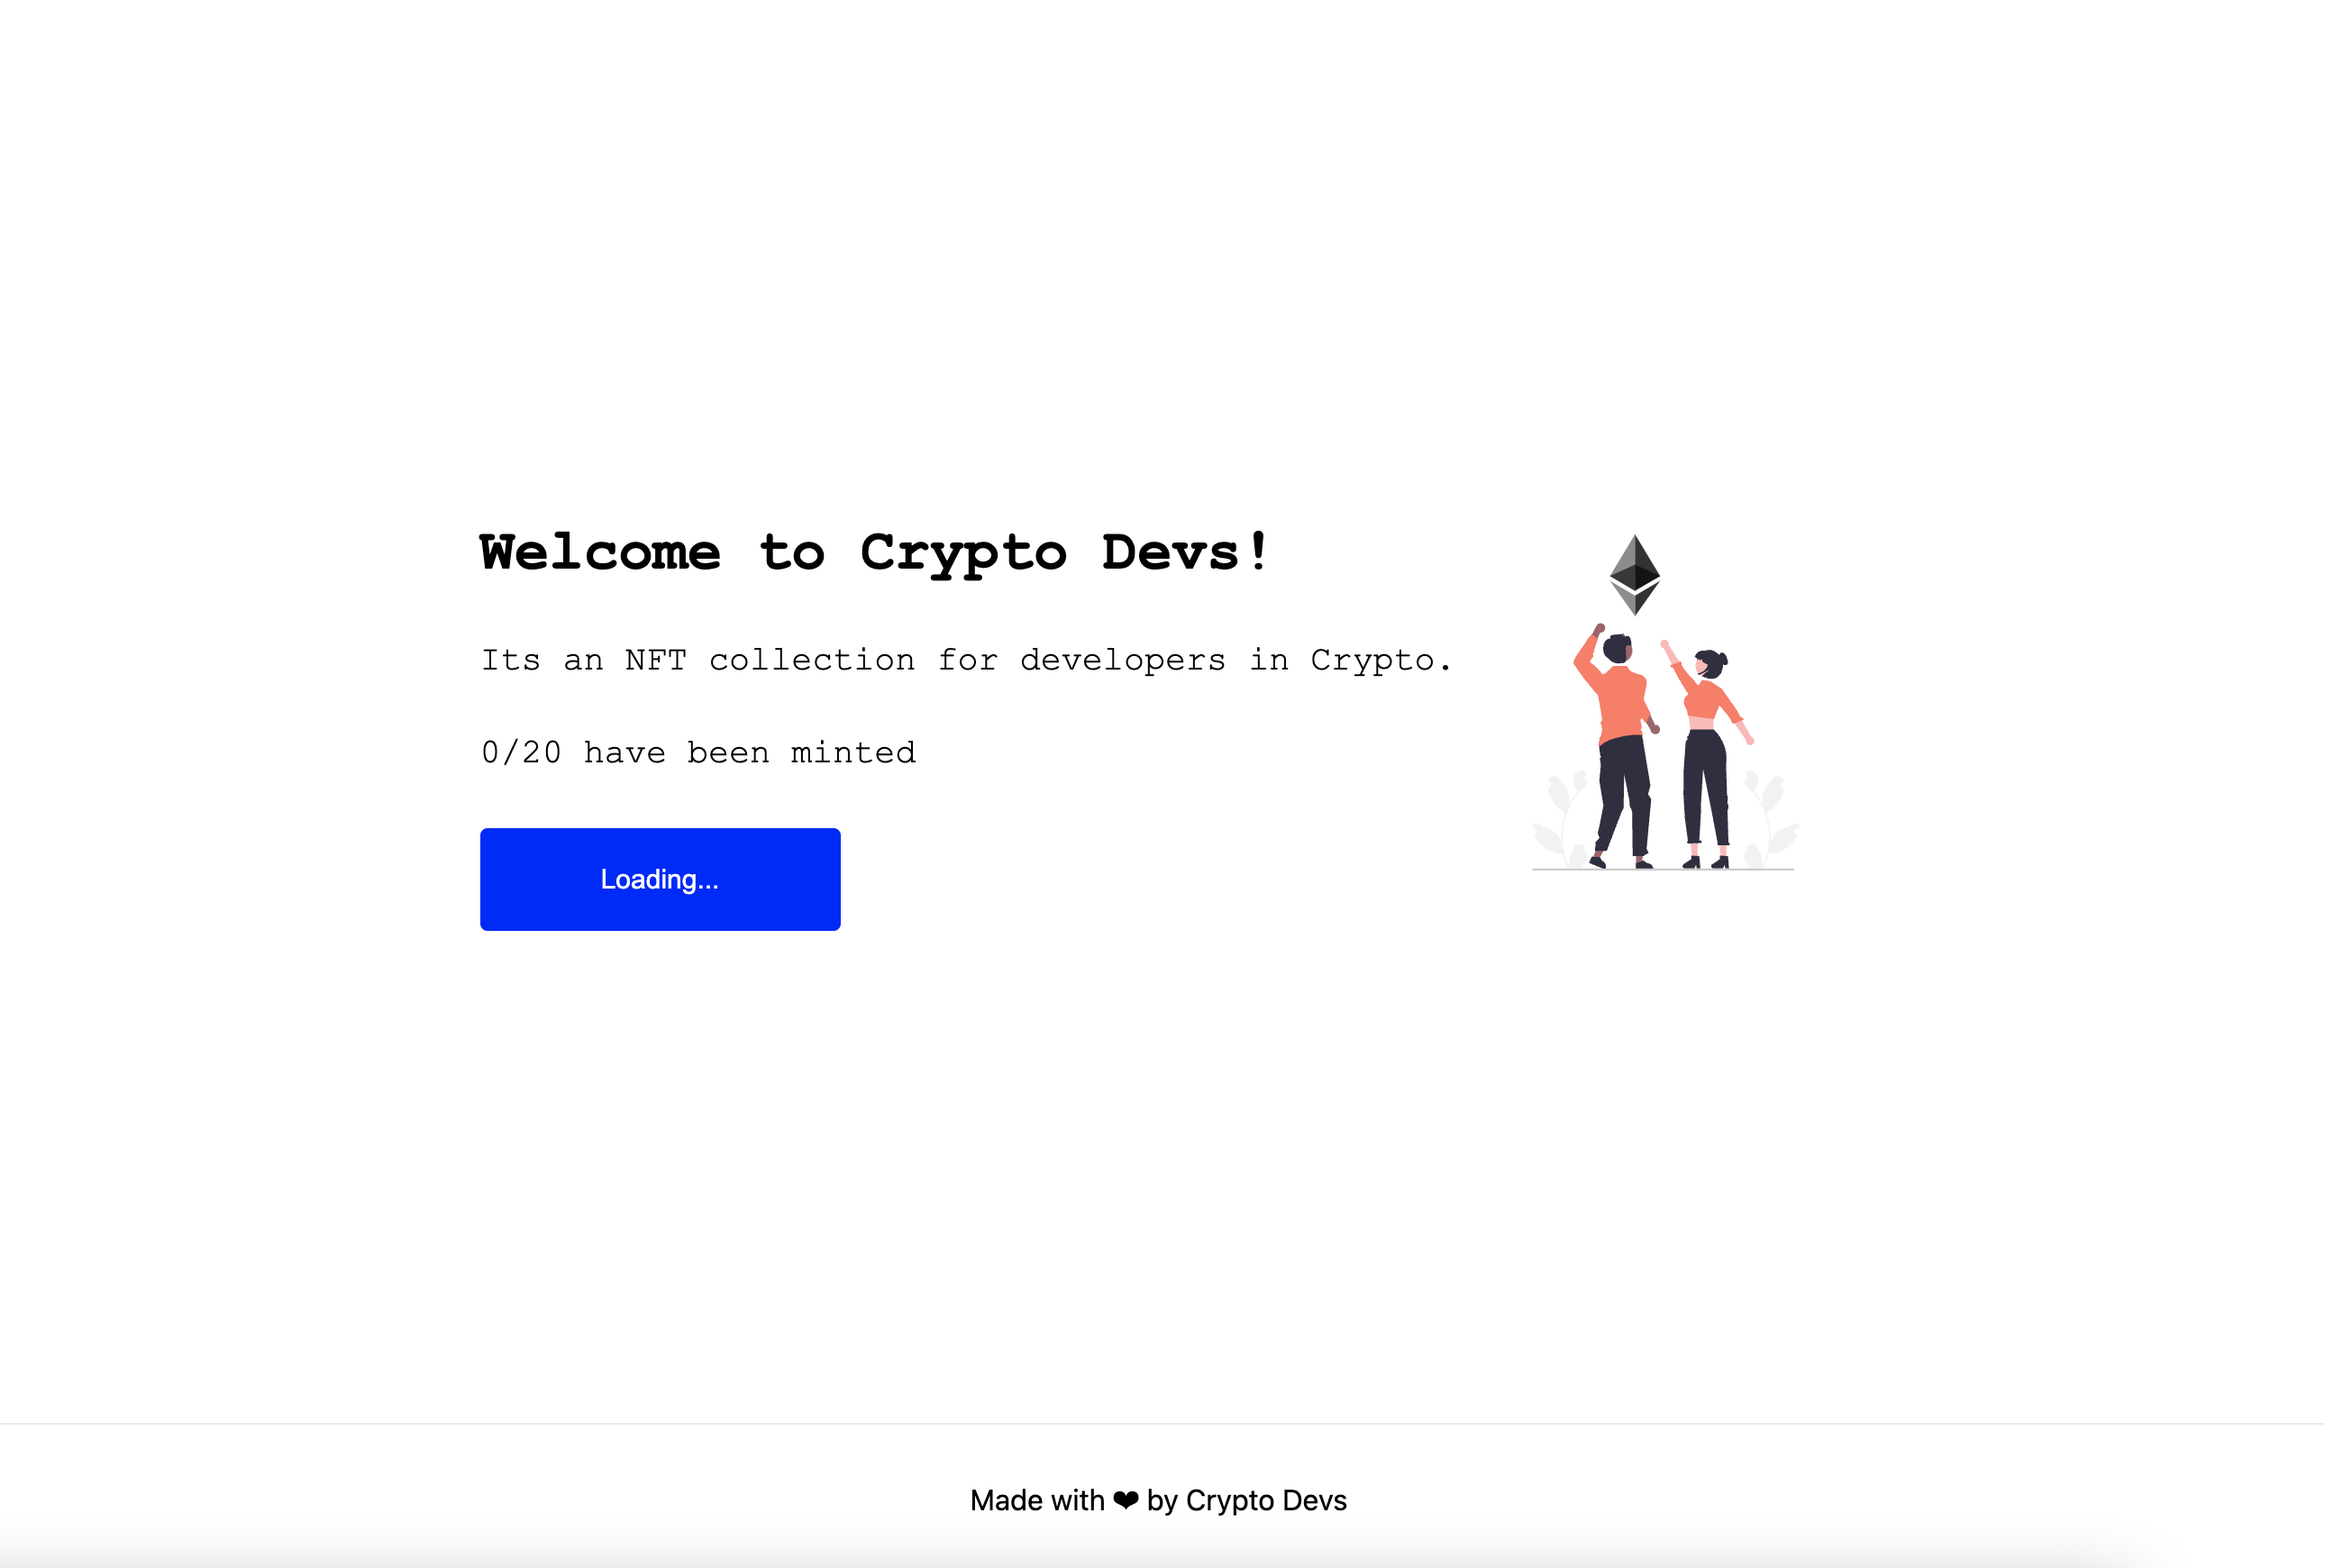 Welcome to Crypto Devs!
Its an NFT collection for developers in Crypto.
0/20 have been minted
Loading...
Made with ❤ by Crypto Devs